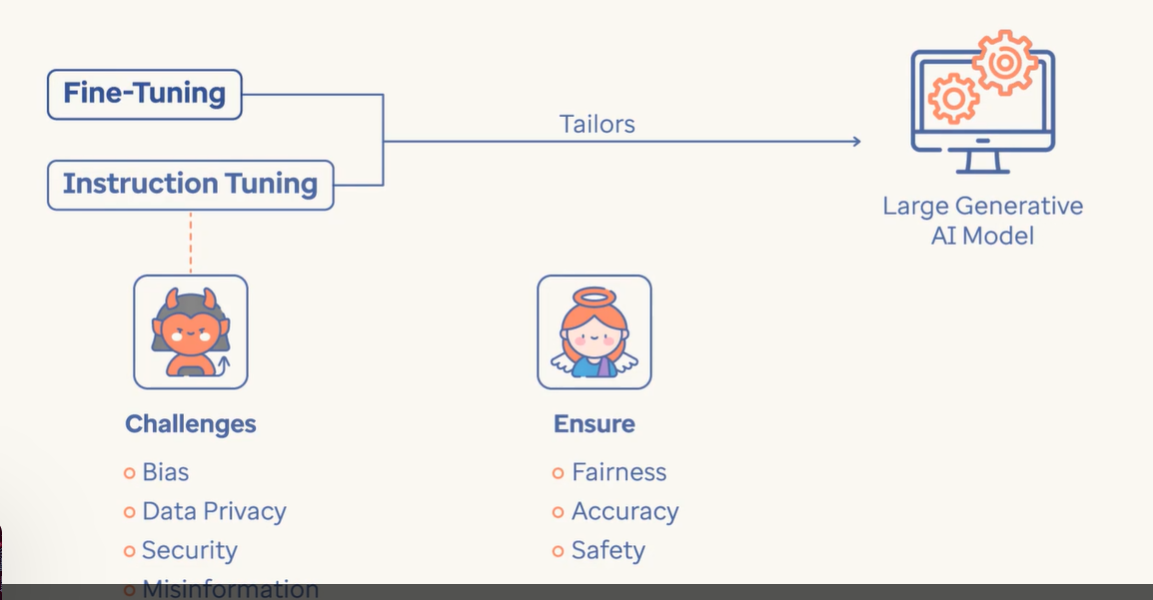 Fine-Tuning
Tailors
Instruction Tuning
Large Generative
AI Model
Challenges
Bias
Data Privacy
Security
Misinformation
Ensure
Fairness
Accuracy
Safety